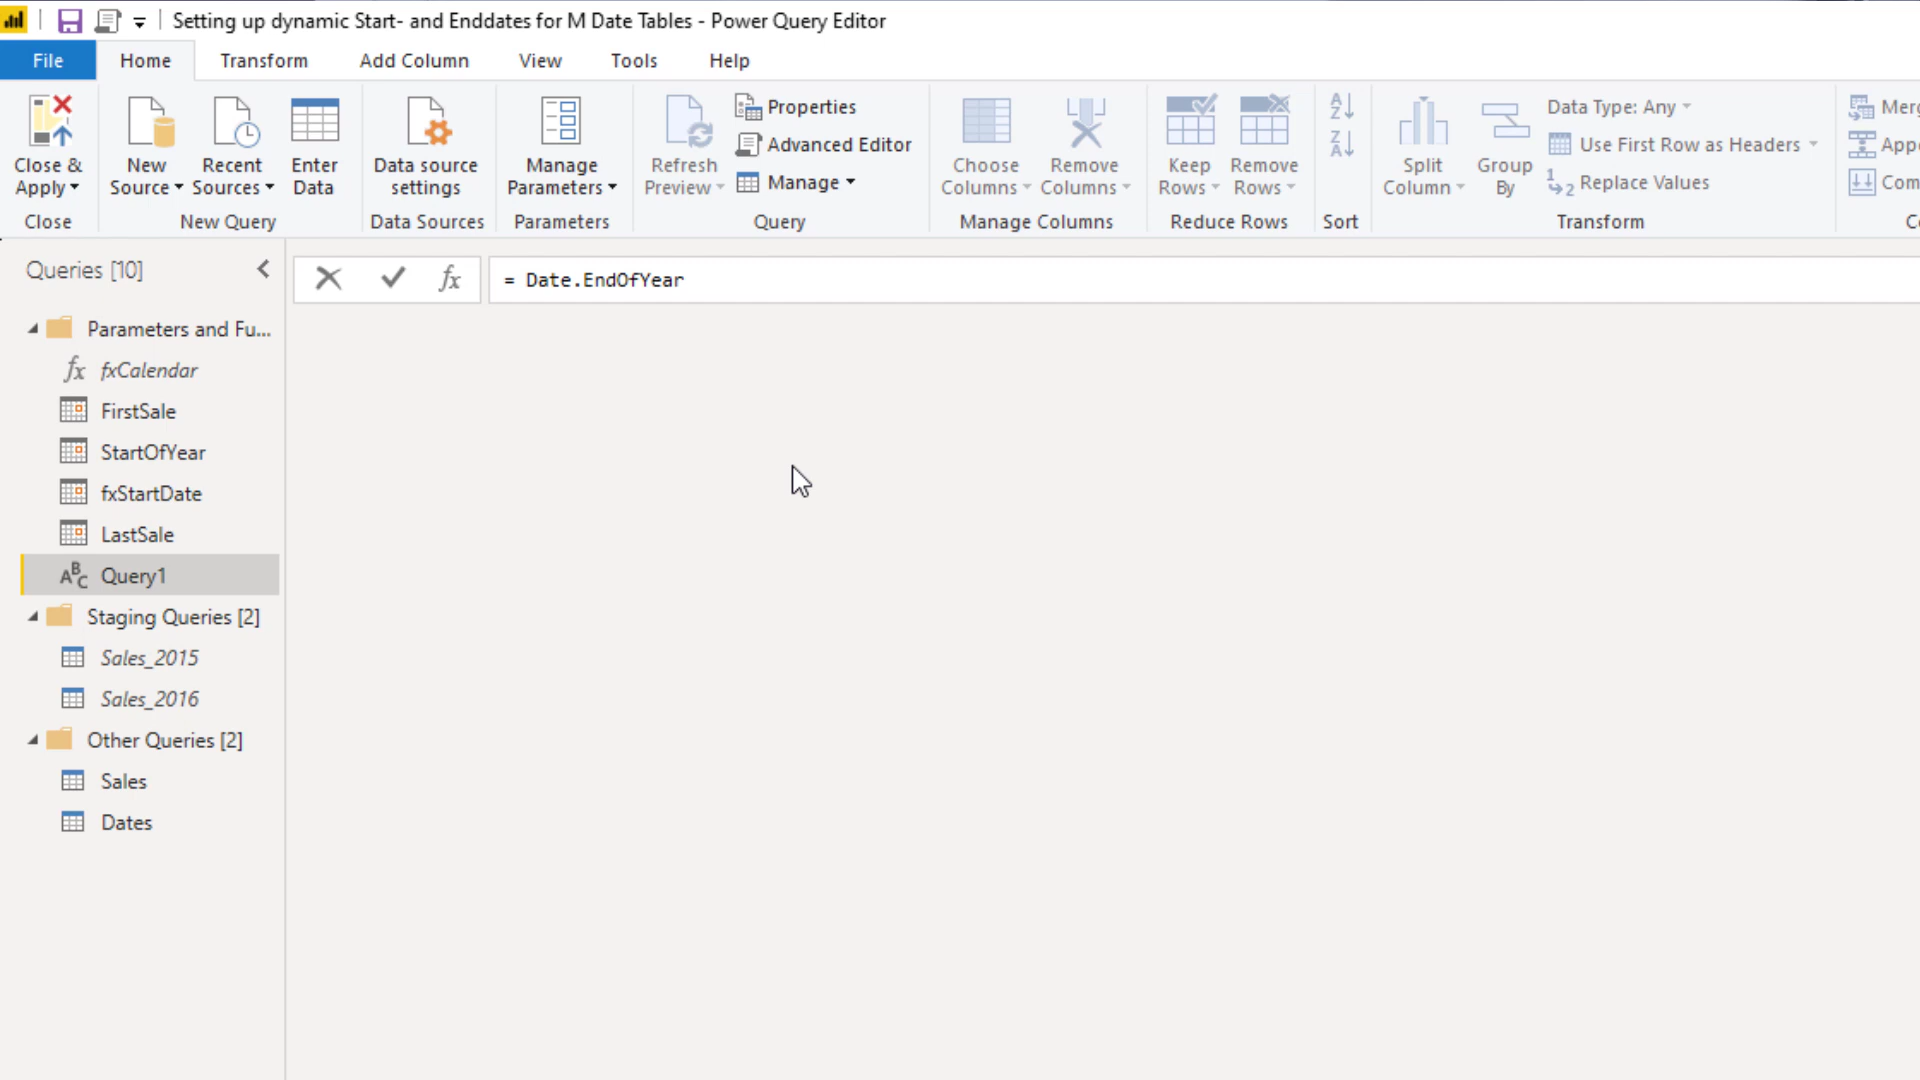 Setting up dynamic Start- and Enddates for M Date Tables - Power Query Editor
File Home Transform Add Column View Tools Help
Close & Apply
New Source
Recent Sources
Enter Data
Data source settings
Manage Parameters
Refresh Preview
Properties
Advanced Editor
Manage
Choose Columns
Remove Columns
Keep Rows
Remove Rows
Split Column
Group By
Data Type: Any
Use First Row as Headers
Replace Values
Close
New Query
Data Sources
Parameters
Query
Manage Columns
Reduce Rows
Sort
Transform
Queries [10]
fx = Date.EndOfYear
Parameters and Fu...
fx fxCalendar
FirstSale
StartOfYear
fxStartDate
LastSale
ABC Query1
Staging Queries [2]
Sales_2015
Sales_2016
Other Queries [2]
Sales
Dates